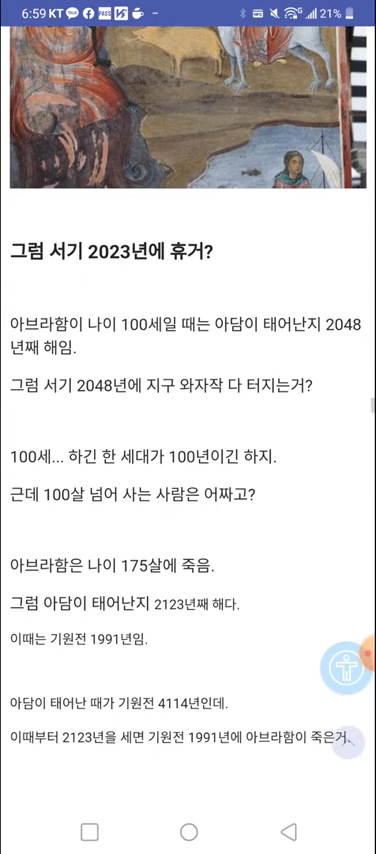 6:59 KT TALK PASS 21%
그럼 서기 2023년에 휴거?
아브라함이 나이 100세일 때는 아담이 태어난지 2048
년째 해임.
그럼 서기 2048년에 지구 와자작 다 터지는거?
100세... 하긴 한 세대가 100년이긴 하지.
근데 100살 넘어 사는 사람은 어짜고?
아브라함은 나이 175살에 죽음.
그럼 아담이 태어난지 2123년째 해다.
이때는 기원전 1991년임.
아담이 태어난 때가 기원전 4114년인데.
이때부터 2123년을 세면 기원전 1991년에 아브라함이 죽은거.